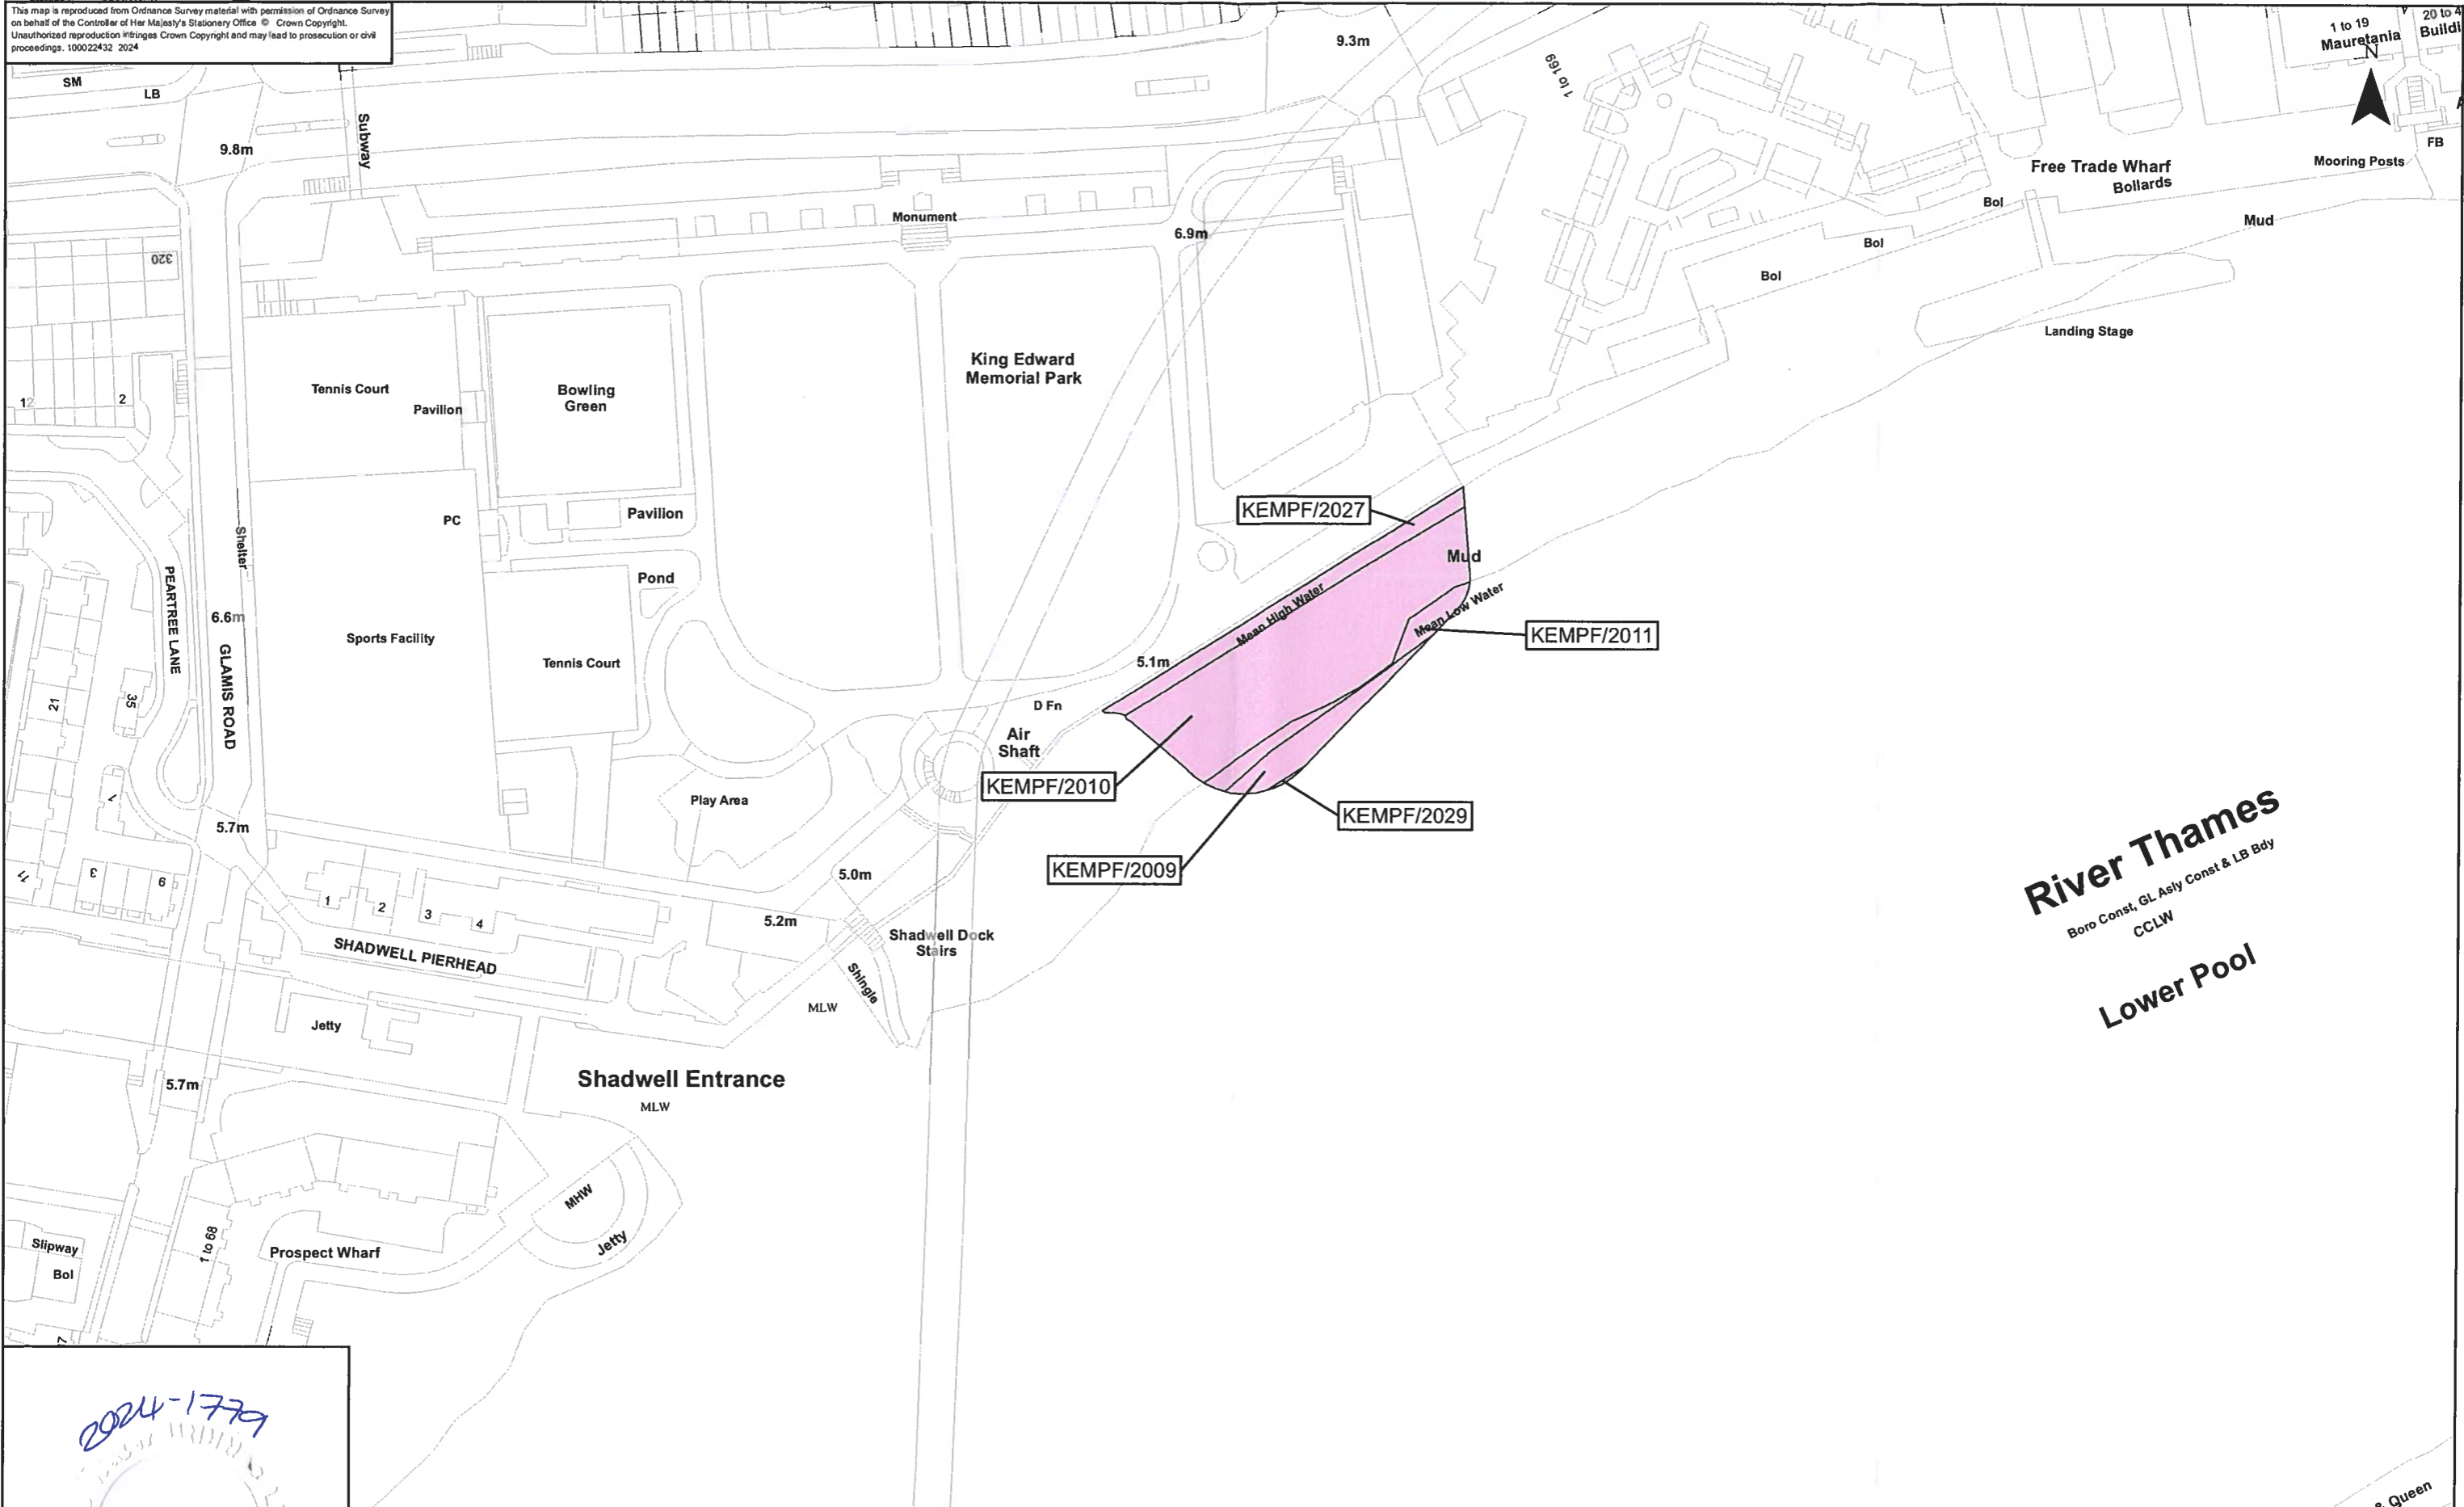 This map is reproduced from Ordnance Survey material with permission of Ordnance Survey
on behalf of the Controller of Her Majesty's Stationery Office © Crown Copyright.
Unauthorized reproduction infringes Crown Copyright and may lead to prosecution or civil
proceedings. 100022432 2024
SM
LB
9.8m
Subway
9.3m
1 to 169
1 to 19
Mauretania
20 to 4
Buildi
N
FB
Mooring Posts
Free Trade Wharf
Bollards
Bol
Mud
Bol
Bol
Landing Stage
Monument
6.9m
320
King Edward
Memorial Park
Tennis Court
Pavilion
Bowling
Green
12
2
PC
Pavilion
Shelter
Pond
PEARTREE LANE
6.6m
GLAMIS ROAD
Sports Facility
Tennis Court
21
35
KEMPF/2027
Mud
Mean High Water
Mean Low Water
KEMPF/2011
5.1m
D Fn
Air
Shaft
KEMPF/2010
KEMPF/2029
KEMPF/2009
Play Area
5.7m
1
11
3
9
5.0m
1
2
3
4
5.2m
SHADWELL PIERHEAD
Shadwell Dock
Stairs
Shingle
MLW
Jetty
River Thames
Boro Const, GL Asly Const & LB Bdy
CCLW
Lower Pool
5.7m
Shadwell Entrance
MLW
MHW
Jetty
Slipway
Bol
1 to 68
Prospect Wharf
2024-1779
& Queen